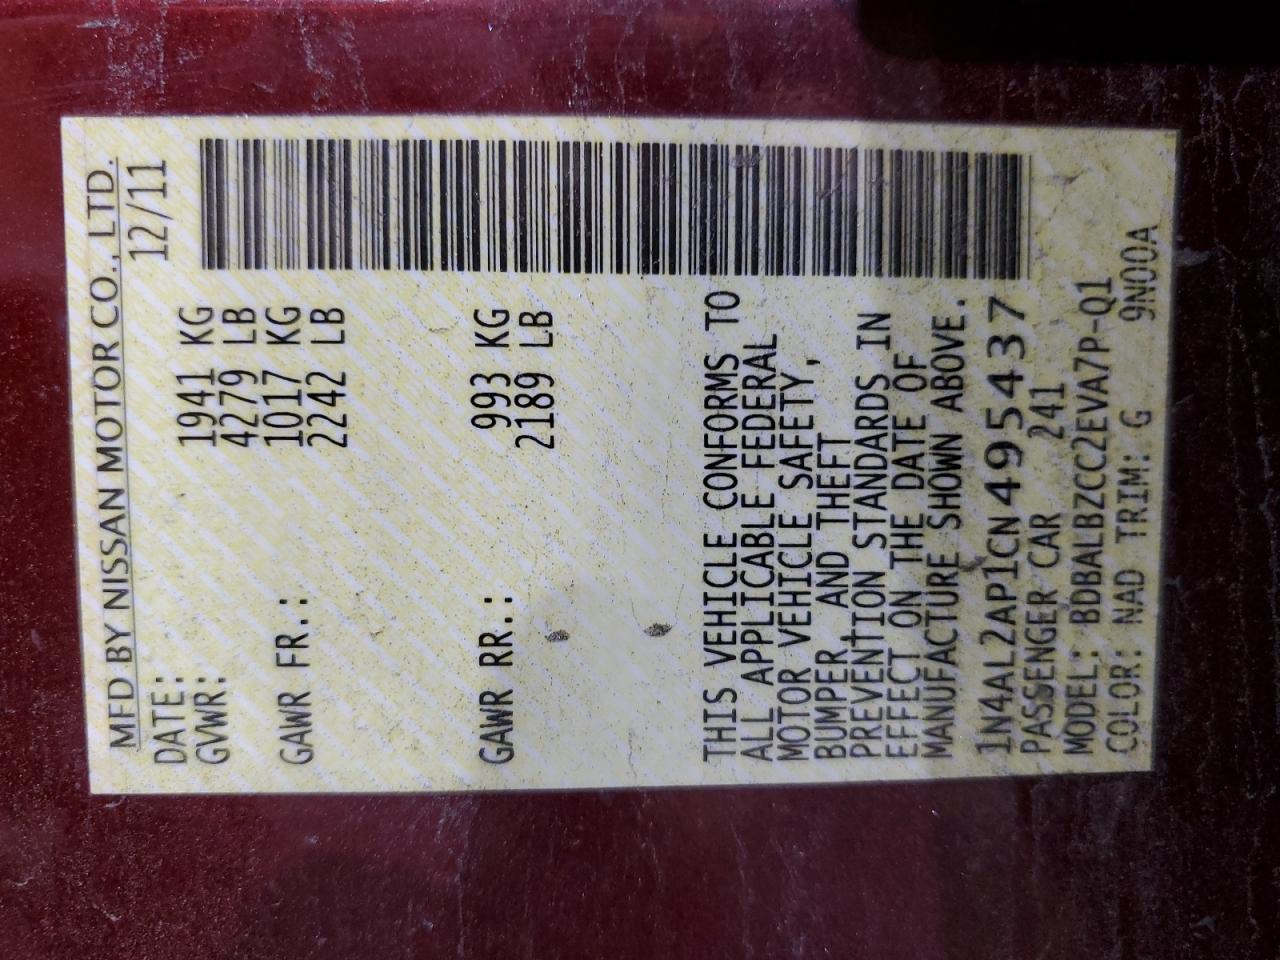 MFD BY NISSAN MOTOR CO., LTD.
DATE: 12/11
GVWR: 1941 KG
4279 LB
GAWR FR.: 1017 KG
2242 LB
GAWR RR.: 993 KG
2189 LB
THIS VEHICLE CONFORMS TO
ALL APPLICABLE FEDERAL
MOTOR VEHICLE SAFETY,
BUMPER, AND THEFT
PREVENTION STANDARDS IN
EFFECT ON THE DATE OF
MANUFACTURE SHOWN ABOVE.
1N4AL2AP1CN495437
PASSENGER CAR 241
MODEL: BDBALBZCC2EVA7P-Q1
COLOR: NAD TRIM: G 9N00A